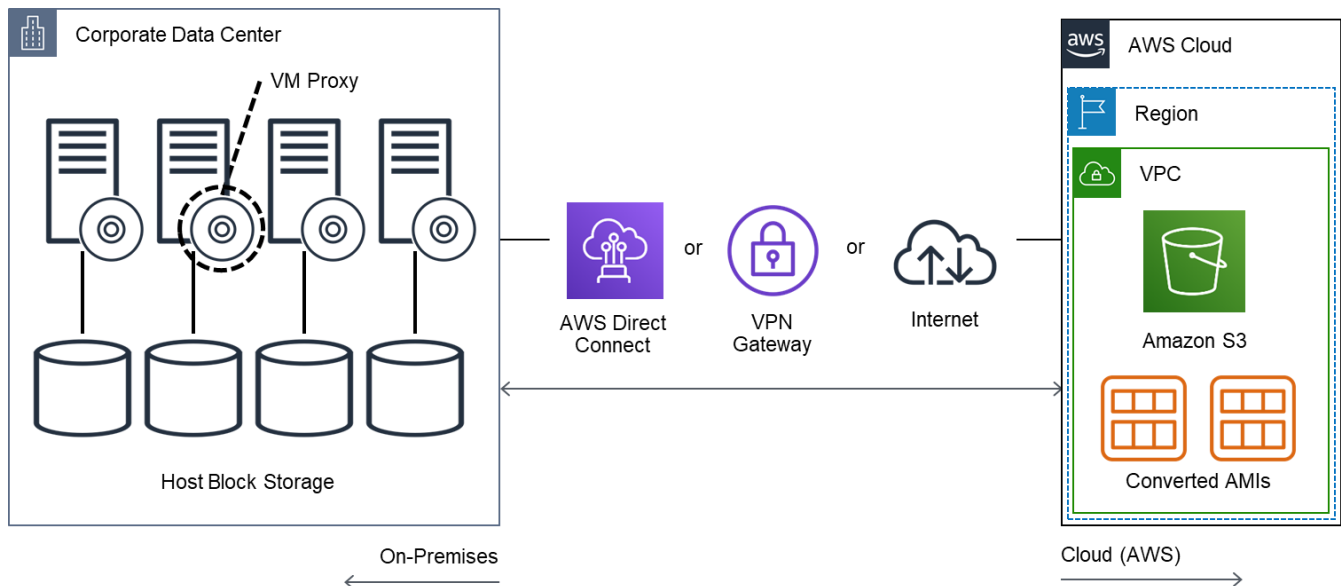 Corporate Data Center
VM Proxy
Host Block Storage
On-Premises
AWS Direct
Connect
or
VPN
Gateway
or
Internet
aws
AWS Cloud
Region
VPC
Amazon S3
Converted AMIs
Cloud (AWS)